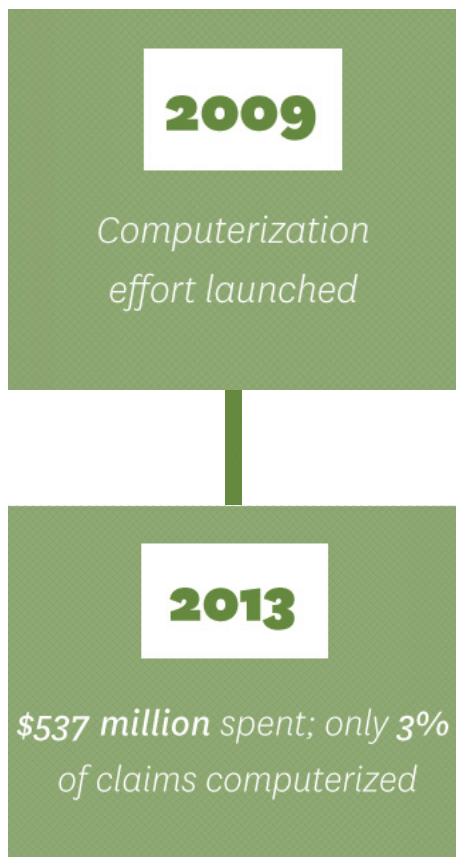 2009
Computerization
effort launched
2013
$537 million spent; only 3%
of claims computerized